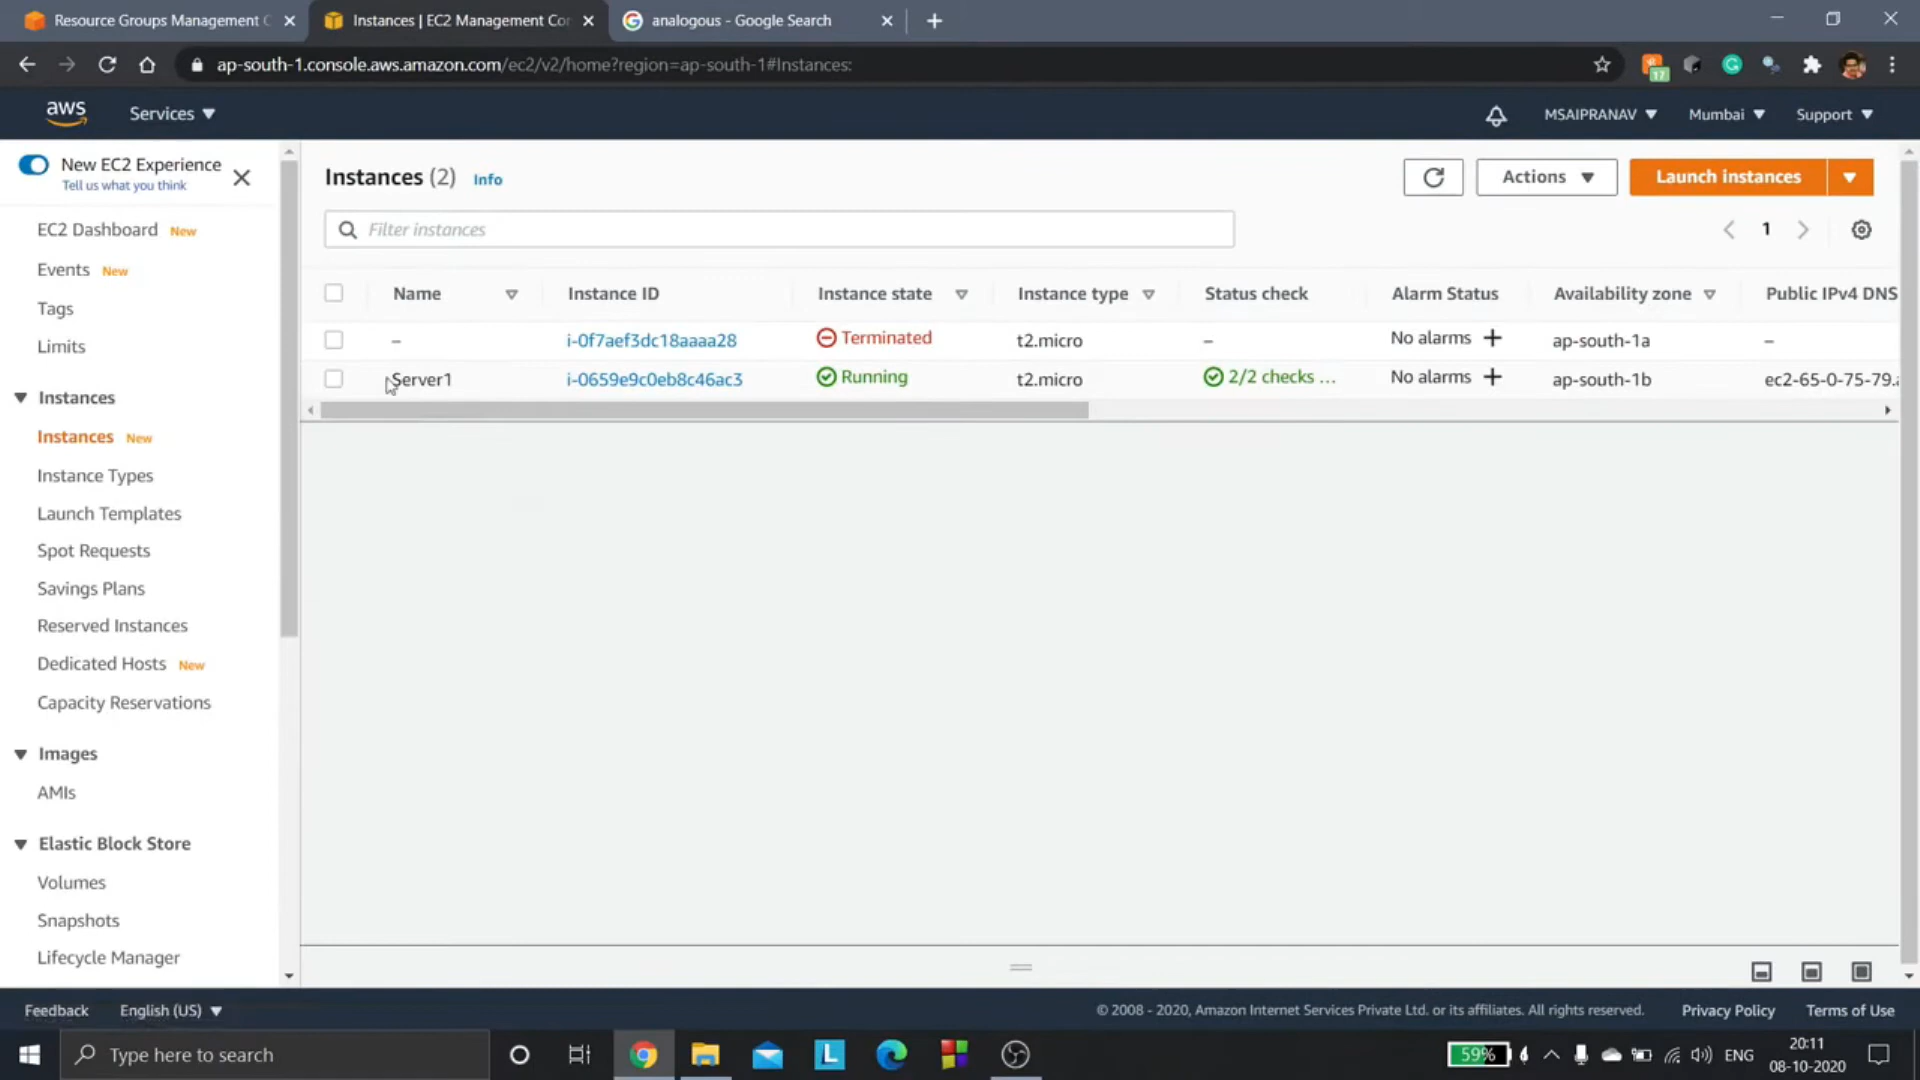 Resource Groups Management C
Instances | EC2 Management Con
analogous - Google Search
ap-south-1.console.aws.amazon.com/ec2/v2/home?region=ap-south-1#Instances:
17
aws
Services
MSAIPRANAV
Mumbai
Support
New EC2 Experience
Tell us what you think
EC2 Dashboard New
Events New
Tags
Limits
Instances
Instances New
Instance Types
Launch Templates
Spot Requests
Savings Plans
Reserved Instances
Dedicated Hosts New
Capacity Reservations
Images
AMIs
Elastic Block Store
Volumes
Snapshots
Lifecycle Manager
Instances (2) Info
Actions
Launch instances
Filter instances
1
Name Instance ID Instance state Instance type Status check Alarm Status Availability zone Public IPv4 DNS
– i-0f7aef3dc18aaaa28 Terminated t2.micro – No alarms + ap-south-1a –
Server1 i-0659e9c0eb8c46ac3 Running t2.micro 2/2 checks ... No alarms + ap-south-1b ec2-65-0-75-79.a
Feedback English (US) © 2008 - 2020, Amazon Internet Services Private Ltd. or its affiliates. All rights reserved. Privacy Policy Terms of Use
Type here to search
L
59%
ENG
20:11
08-10-2020